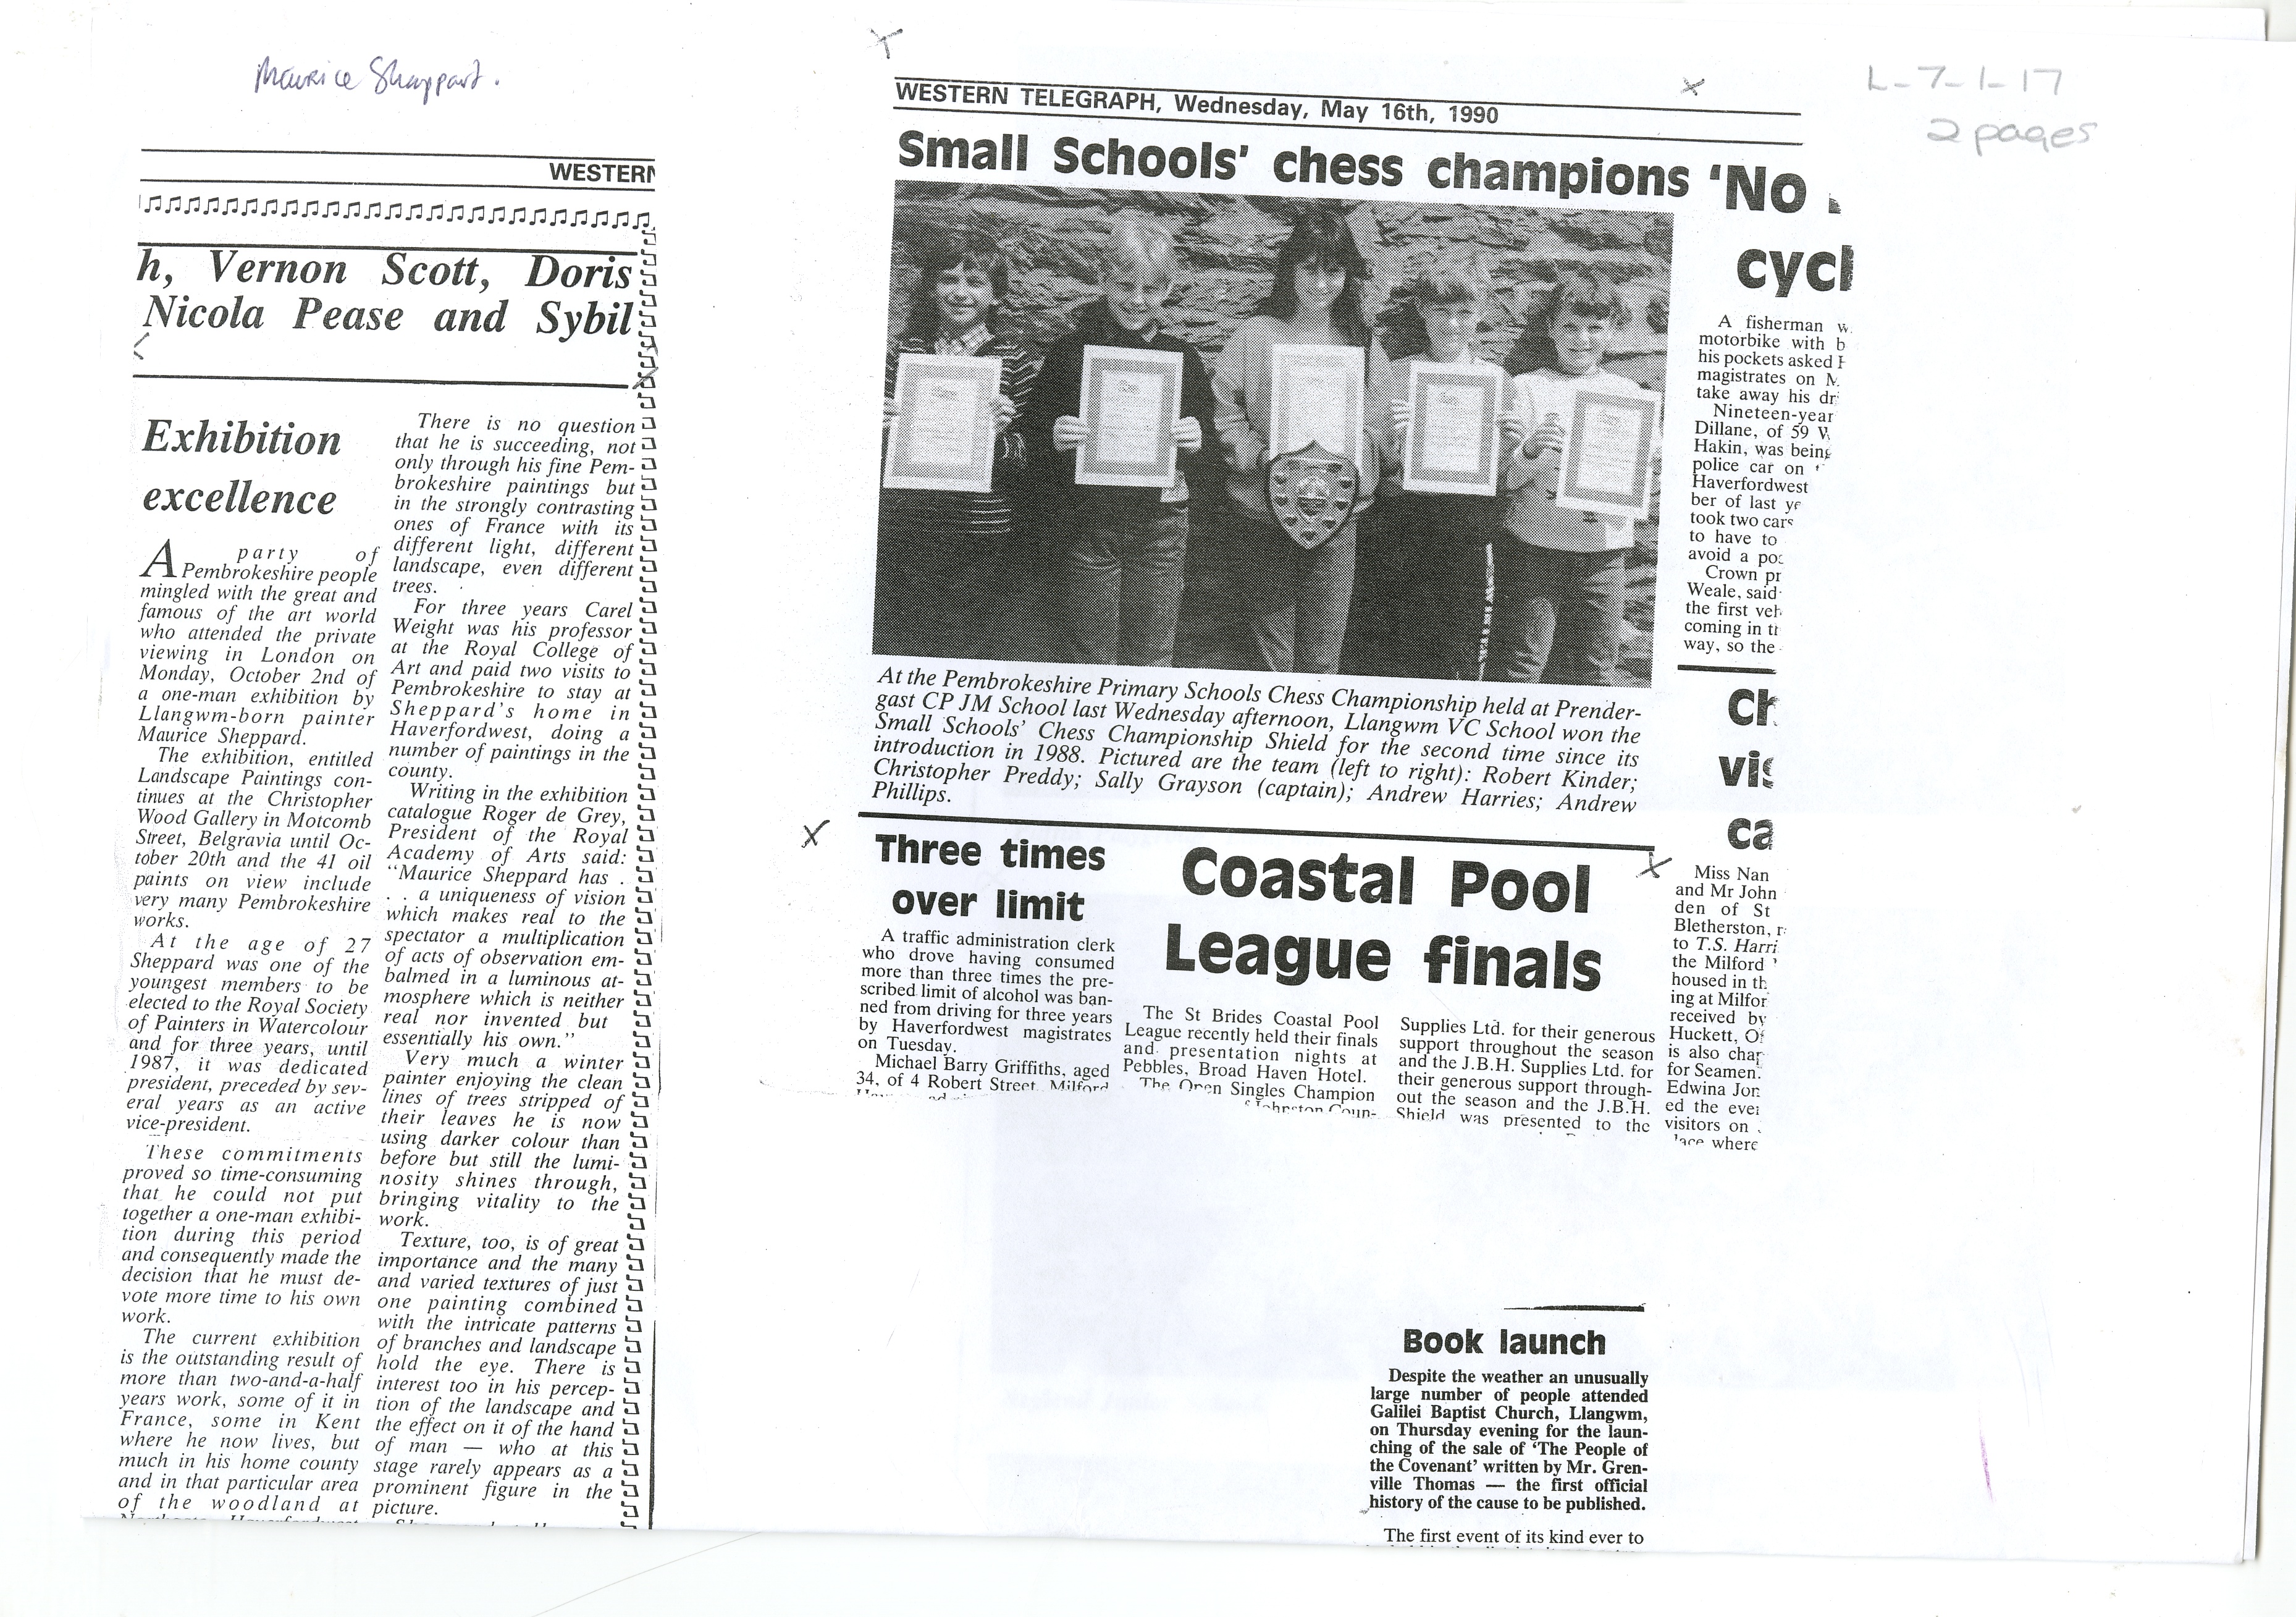 Maurice Sheppard.
L-7-1-17
2 pages
WESTERN
h, Vernon Scott, Doris
Nicola Pease and Sybil
Exhibition
excellence
A party of
Pembrokeshire people
mingled with the great and
famous of the art world
who attended the private
viewing in London on
Monday, October 2nd of
a one-man exhibition by
Llangwm-born painter
Maurice Sheppard.
The exhibition, entitled
Landscape Paintings con-
tinues at the Christopher
Wood Gallery in Motcomb
Street, Belgravia until Oc-
tober 20th and the 41 oil
paints on view include
very many Pembrokeshire
works.
At the age of 27
Sheppard was one of the
youngest members to be
elected to the Royal Society
of Painters in Watercolour
and for three years, until
1987, it was dedicated
president, preceded by sev-
eral years as an active
vice-president.
These commitments
proved so time-consuming
that he could not put
together a one-man exhibi-
tion during this period
and consequently made the
decision that he must de-
vote more time to his own
work.
The current exhibition
is the outstanding result of
more than two-and-a-half
years work, some of it in
France, some in Kent
where he now lives, but
much in his home county
and in that particular area
of the woodland at
There is no question
that he is succeeding, not
only through his fine Pem-
brokeshire paintings but
in the strongly contrasting
ones of France with its
different light, different
landscape, even different
trees.
For three years Carel
Weight was his professor
at the Royal College of
Art and paid two visits to
Pembrokeshire to stay at
Sheppard's home in
Haverfordwest, doing a
number of paintings in the
county.
Writing in the exhibition
catalogue Roger de Grey,
President of the Royal
Academy of Arts said:
"Maurice Sheppard has .
. . a uniqueness of vision
which makes real to the
spectator a multiplication
of acts of observation em-
balmed in a luminous at-
mosphere which is neither
real nor invented but
essentially his own."
Very much a winter
painter enjoying the clean
lines of trees stripped of
their leaves he is now
using darker colour than
before but still the lumi-
nosity shines through,
bringing vitality to the
work.
Texture, too, is of great
importance and the many
and varied textures of just
one painting combined
with the intricate patterns
of branches and landscape
hold the eye. There is
interest too in his percep-
tion of the landscape and
the effect on it of the hand
of man — who at this
stage rarely appears as a
prominent figure in the
picture.
WESTERN TELEGRAPH, Wednesday, May 16th, 1990
Small Schools' chess champions
At the Pembrokeshire Primary Schools Chess Championship held at Prender-
gast CP JM School last Wednesday afternoon, Llangwm VC School won the
Small Schools' Chess Championship Shield for the second time since its
introduction in 1988. Pictured are the team (left to right): Robert Kinder;
Christopher Preddy; Sally Grayson (captain); Andrew Harries; Andrew
Phillips.
Three times
over limit
A traffic administration clerk
who drove having consumed
more than three times the pre-
scribed limit of alcohol was ban-
ned from driving for three years
by Haverfordwest magistrates
on Tuesday.
Michael Barry Griffiths, aged
34, of 4 Robert Street, Milford
Coastal Pool
League finals
The St Brides Coastal Pool
League recently held their finals
and presentation nights at
Pebbles, Broad Haven Hotel.
The Open Singles Champion
Johnston Coun-
Supplies Ltd. for their generous
support throughout the season
and the J.B.H. Supplies Ltd. for
their generous support through-
out the season and the J.B.H.
Shield was presented to the
'No
cycl
A fisherman w
motorbike with b
his pockets asked
magistrates on M
take away his dr
Nineteen-year
Dillane, of 59
Hakin, was being
police car on
Haverfordwest
ber of last ye
took two cars
to have to
avoid a po
Crown pr
Weale, said
the first veh
coming in t
way, so the
Ch
vis
ca
Miss Nan
and Mr John
den of St
Bletherston, r
to T.S. Harri
the Milford
housed in th
ing at Milfor
received by
Huckett, Of
is also char
for Seamen.
Edwina Jon
ed the eve
visitors on
lace where
Book launch
Despite the weather an unusually
large number of people attended
Galilei Baptist Church, Llangwm,
on Thursday evening for the laun-
ching of the sale of 'The People of
the Covenant' written by Mr. Gren-
ville Thomas — the first official
history of the cause to be published.
The first event of its kind ever to